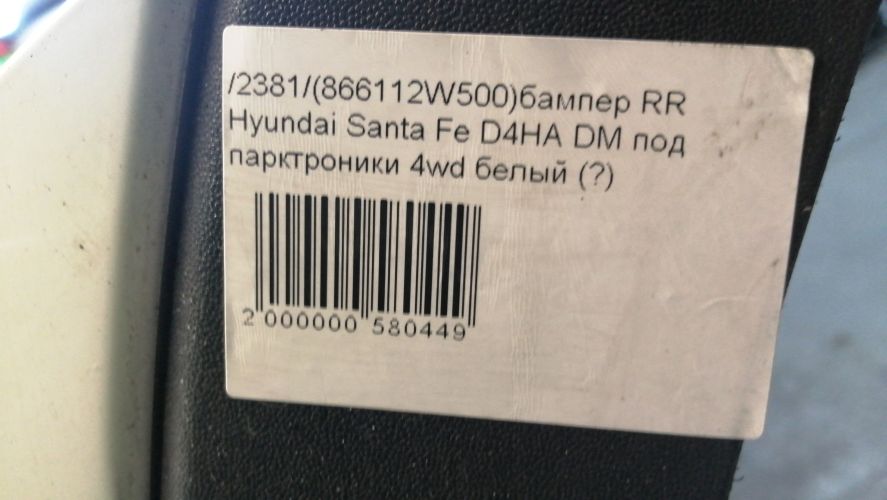 /2381/(866112W500)бампер RR
Hyundai Santa Fe D4HA DM под
парктроники 4wd белый (?)
2 000000 580449